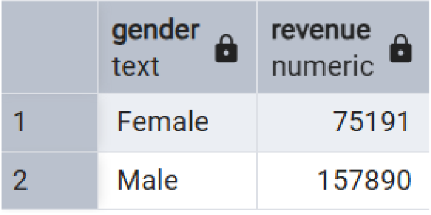 gender revenue
text numeric
1 Female 75191
2 Male 157890